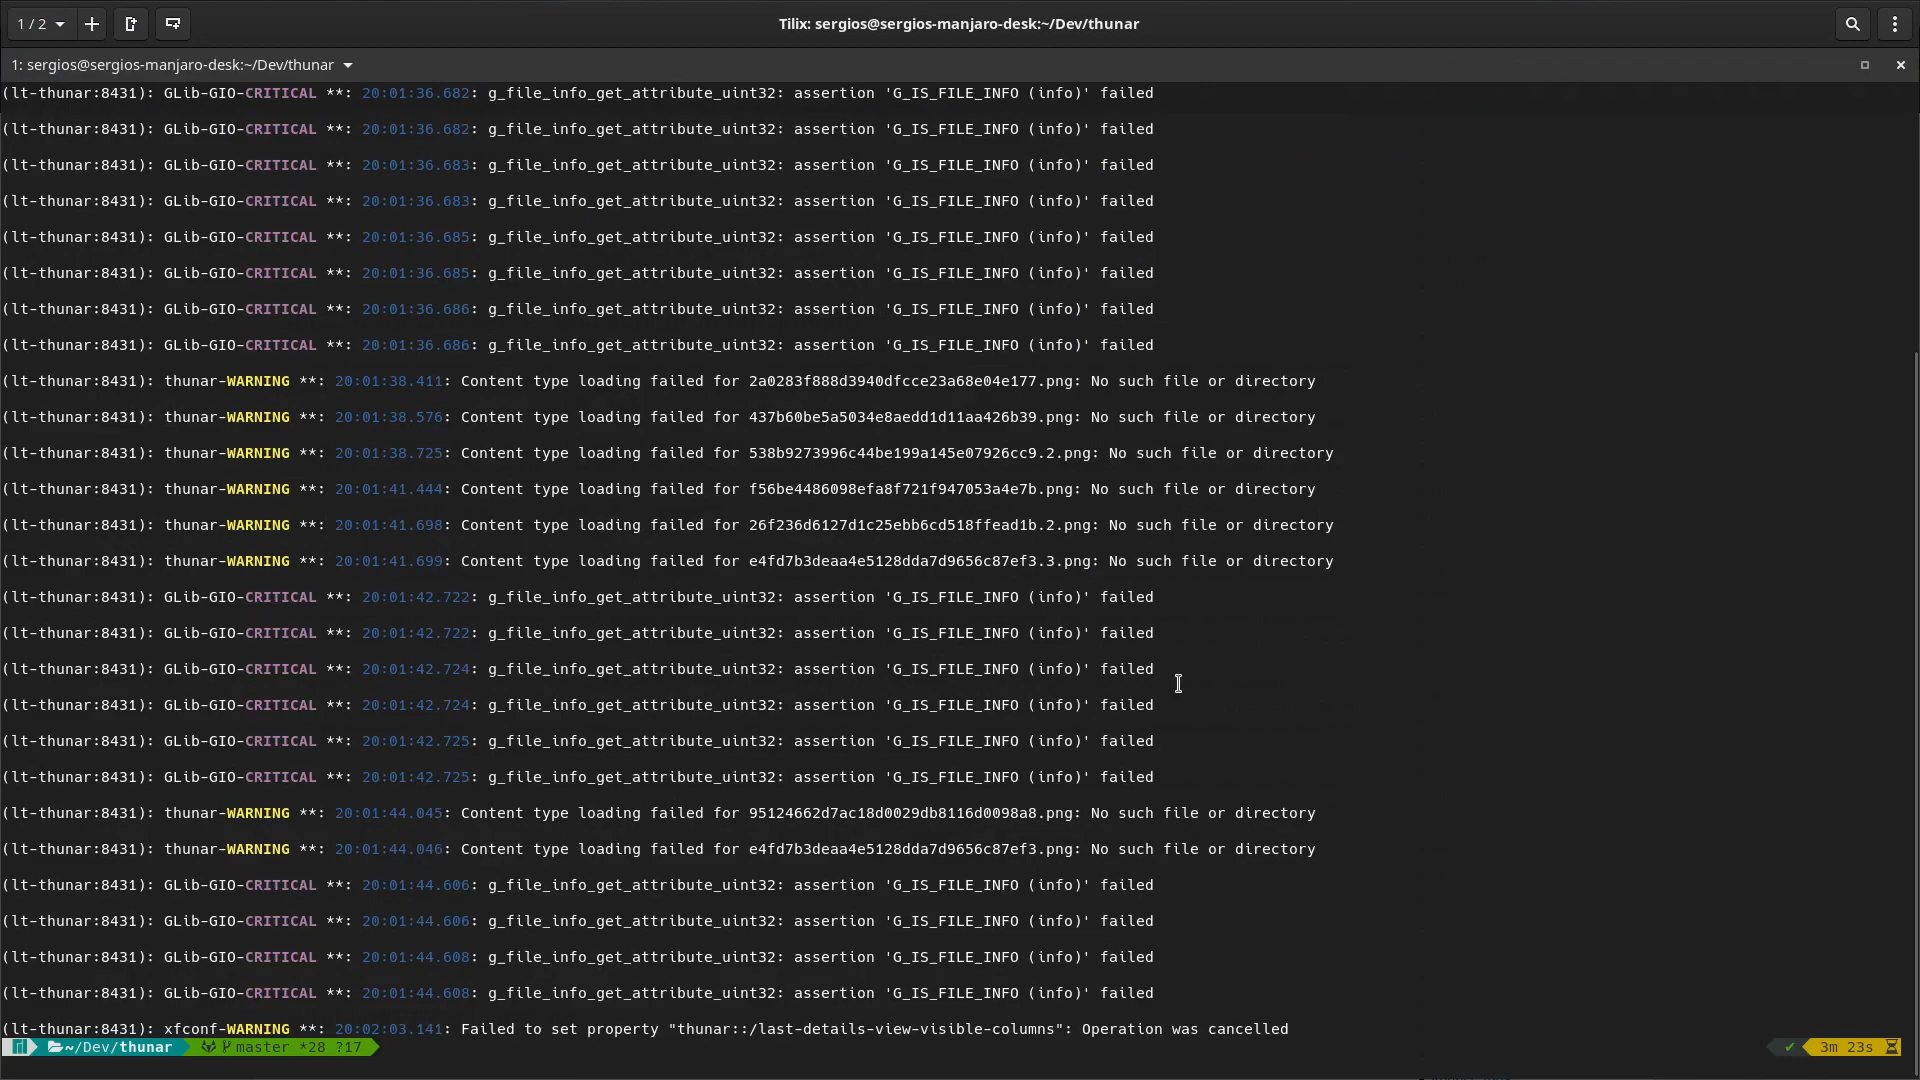 1 / 2
Tilix: sergios@sergios-manjaro-desk:~/Dev/thunar
1: sergios@sergios-manjaro-desk:~/Dev/thunar
(lt-thunar:8431): GLib-GIO-CRITICAL **: 20:01:36.682: g_file_info_get_attribute_uint32: assertion 'G_IS_FILE_INFO (info)' failed
(lt-thunar:8431): GLib-GIO-CRITICAL **: 20:01:36.682: g_file_info_get_attribute_uint32: assertion 'G_IS_FILE_INFO (info)' failed
(lt-thunar:8431): GLib-GIO-CRITICAL **: 20:01:36.683: g_file_info_get_attribute_uint32: assertion 'G_IS_FILE_INFO (info)' failed
(lt-thunar:8431): GLib-GIO-CRITICAL **: 20:01:36.683: g_file_info_get_attribute_uint32: assertion 'G_IS_FILE_INFO (info)' failed
(lt-thunar:8431): GLib-GIO-CRITICAL **: 20:01:36.685: g_file_info_get_attribute_uint32: assertion 'G_IS_FILE_INFO (info)' failed
(lt-thunar:8431): GLib-GIO-CRITICAL **: 20:01:36.685: g_file_info_get_attribute_uint32: assertion 'G_IS_FILE_INFO (info)' failed
(lt-thunar:8431): GLib-GIO-CRITICAL **: 20:01:36.686: g_file_info_get_attribute_uint32: assertion 'G_IS_FILE_INFO (info)' failed
(lt-thunar:8431): GLib-GIO-CRITICAL **: 20:01:36.686: g_file_info_get_attribute_uint32: assertion 'G_IS_FILE_INFO (info)' failed
(lt-thunar:8431): thunar-WARNING **: 20:01:38.411: Content type loading failed for 2a0283f888d3940dfcce23a68e04e177.png: No such file or directory
(lt-thunar:8431): thunar-WARNING **: 20:01:38.576: Content type loading failed for 437b60be5a5034e8aedd1d11aa426b39.png: No such file or directory
(lt-thunar:8431): thunar-WARNING **: 20:01:38.725: Content type loading failed for 538b9273996c44be199a145e07926cc9.2.png: No such file or directory
(lt-thunar:8431): thunar-WARNING **: 20:01:41.444: Content type loading failed for f56be4486098efa8f721f947053a4e7b.png: No such file or directory
(lt-thunar:8431): thunar-WARNING **: 20:01:41.698: Content type loading failed for 26f236d6127d1c25ebb6cd518ffead1b.2.png: No such file or directory
(lt-thunar:8431): thunar-WARNING **: 20:01:41.699: Content type loading failed for e4fd7b3deaa4e5128dda7d9656c87ef3.3.png: No such file or directory
(lt-thunar:8431): GLib-GIO-CRITICAL **: 20:01:42.722: g_file_info_get_attribute_uint32: assertion 'G_IS_FILE_INFO (info)' failed
(lt-thunar:8431): GLib-GIO-CRITICAL **: 20:01:42.722: g_file_info_get_attribute_uint32: assertion 'G_IS_FILE_INFO (info)' failed
(lt-thunar:8431): GLib-GIO-CRITICAL **: 20:01:42.724: g_file_info_get_attribute_uint32: assertion 'G_IS_FILE_INFO (info)' failed
(lt-thunar:8431): GLib-GIO-CRITICAL **: 20:01:42.724: g_file_info_get_attribute_uint32: assertion 'G_IS_FILE_INFO (info)' failed
(lt-thunar:8431): GLib-GIO-CRITICAL **: 20:01:42.725: g_file_info_get_attribute_uint32: assertion 'G_IS_FILE_INFO (info)' failed
(lt-thunar:8431): GLib-GIO-CRITICAL **: 20:01:42.725: g_file_info_get_attribute_uint32: assertion 'G_IS_FILE_INFO (info)' failed
(lt-thunar:8431): thunar-WARNING **: 20:01:44.045: Content type loading failed for 95124662d7ac18d0029db8116d0098a8.png: No such file or directory
(lt-thunar:8431): thunar-WARNING **: 20:01:44.046: Content type loading failed for e4fd7b3deaa4e5128dda7d9656c87ef3.png: No such file or directory
(lt-thunar:8431): GLib-GIO-CRITICAL **: 20:01:44.606: g_file_info_get_attribute_uint32: assertion 'G_IS_FILE_INFO (info)' failed
(lt-thunar:8431): GLib-GIO-CRITICAL **: 20:01:44.606: g_file_info_get_attribute_uint32: assertion 'G_IS_FILE_INFO (info)' failed
(lt-thunar:8431): GLib-GIO-CRITICAL **: 20:01:44.608: g_file_info_get_attribute_uint32: assertion 'G_IS_FILE_INFO (info)' failed
(lt-thunar:8431): GLib-GIO-CRITICAL **: 20:01:44.608: g_file_info_get_attribute_uint32: assertion 'G_IS_FILE_INFO (info)' failed
(lt-thunar:8431): xfconf-WARNING **: 20:02:03.141: Failed to set property "thunar::/last-details-view-visible-columns": Operation was cancelled
~/Dev/thunar master *28 ?17 ✔ 3m 23s